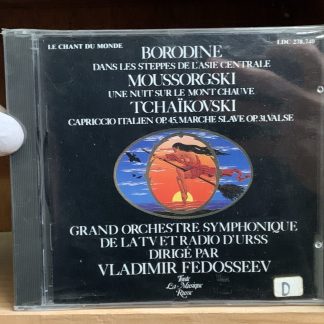 LE CHANT DU MONDE
LDC 278.740
BORODINE
DANS LES STEPPES DE L'ASIE CENTRALE
MOUSSORGSKI
UNE NUIT SUR LE MONT CHAUVE
TCHAÏKOVSKI
CAPRICCIO ITALIEN OP.45, MARCHE SLAVE OP.31, VALSE
GRAND ORCHESTRE SYMPHONIQUE
DE LA TV ET RADIO D'URSS
DIRIGÉ PAR
VLADIMIR FEDOSSEEV
Toute
La Musique
Russe
D